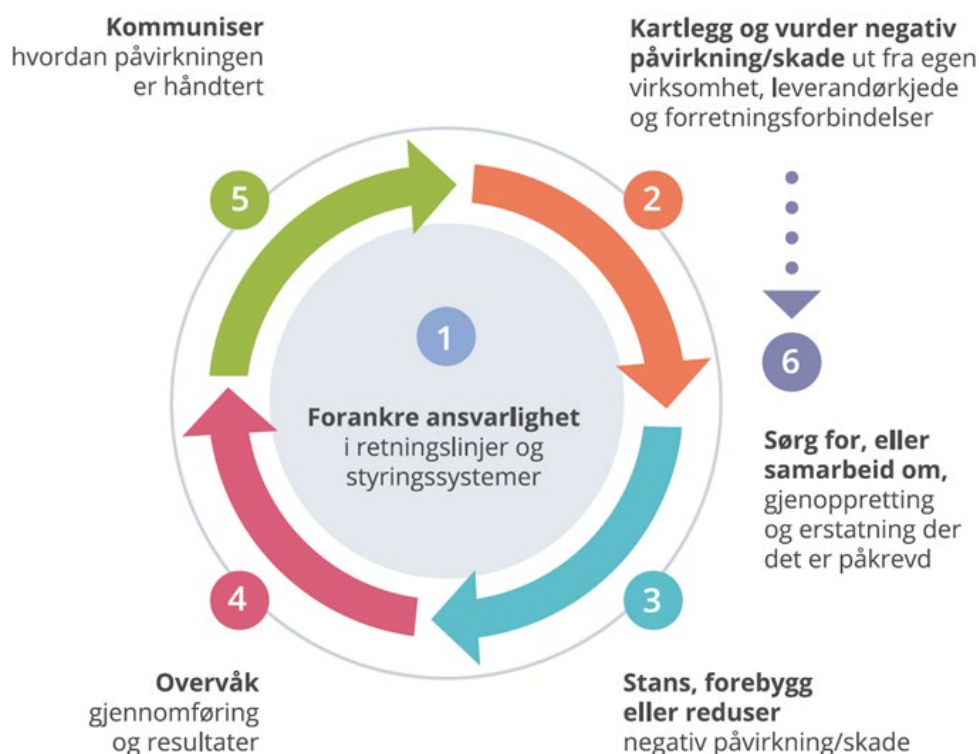 Kommuniser
hvordan påvirkningen
er håndtert
Kartlegg og vurder negativ
påvirkning/skade ut fra egen
virksomhet, leverandørkjede
og forretningsforbindelser
5
2
1
Forankre ansvarlighet
i retningslinjer og
styringssystemer
6
Sørg for, eller
samarbeid om,
gjenoppretting
og erstatning der
det er påkrevd
4
3
Overvåk
gjennomføring
og resultater
Stans, forebygg
eller reduser
negativ påvirkning/skade